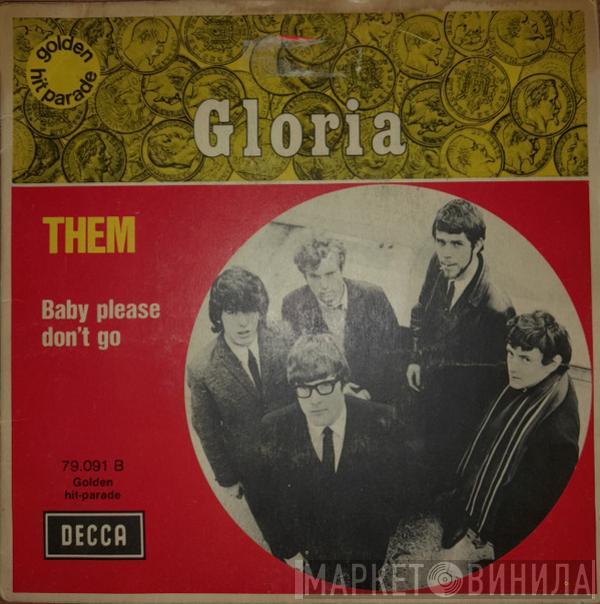 golden
hit parade
Gloria
THEM
Baby please
don't go
79.091 B
Golden
hit-parade
DECCA
МАРКЕТ ВИНИЛА